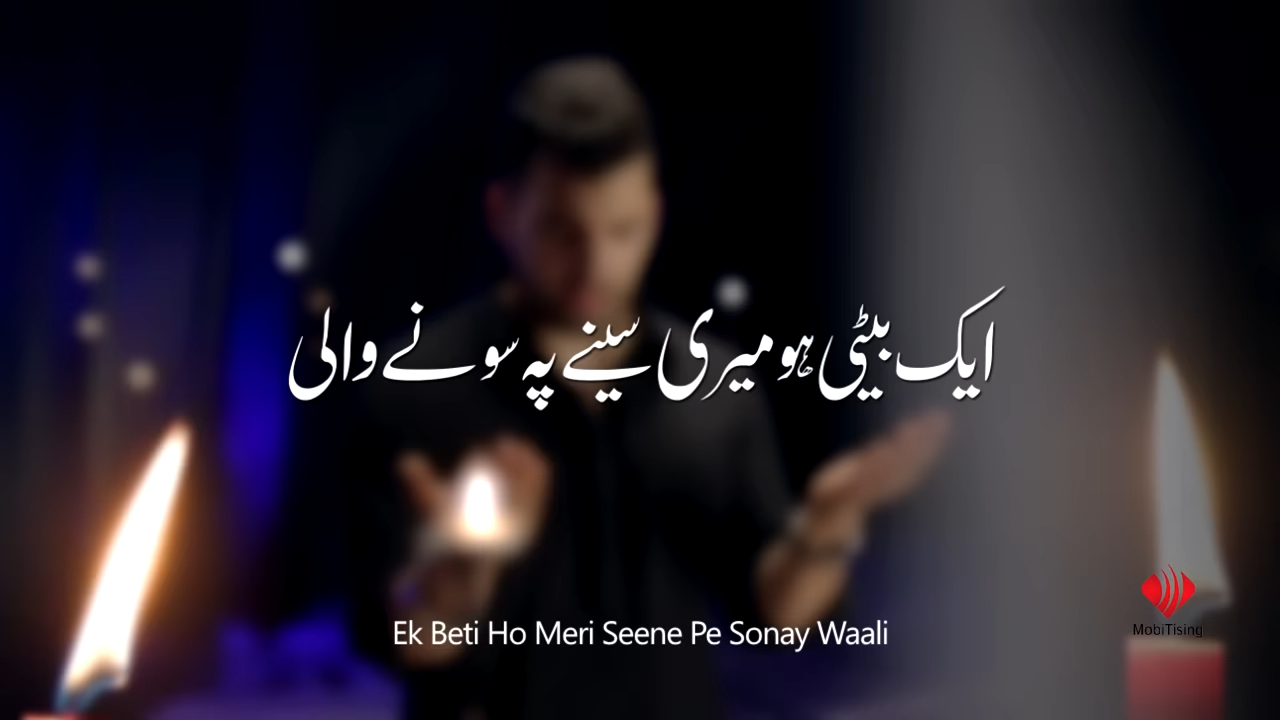 ایک بیٹی ہو میری سینے پہ سونے والی
Ek Beti Ho Meri Seene Pe Sonay Waali
MobiTising